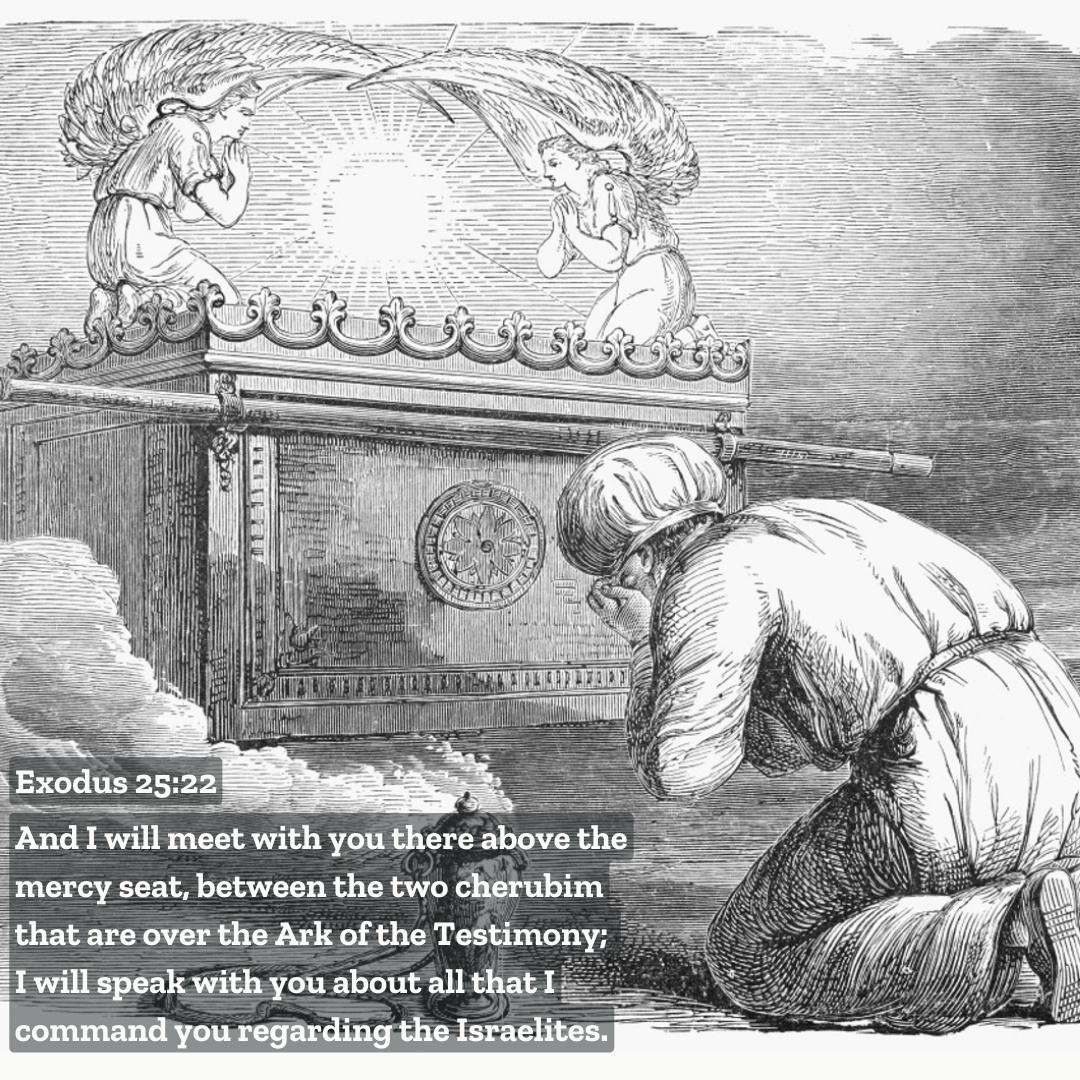 Exodus 25:22
And I will meet with you there above the
mercy seat, between the two cherubim
that are over the Ark of the Testimony;
I will speak with you about all that I
command you regarding the Israelites.